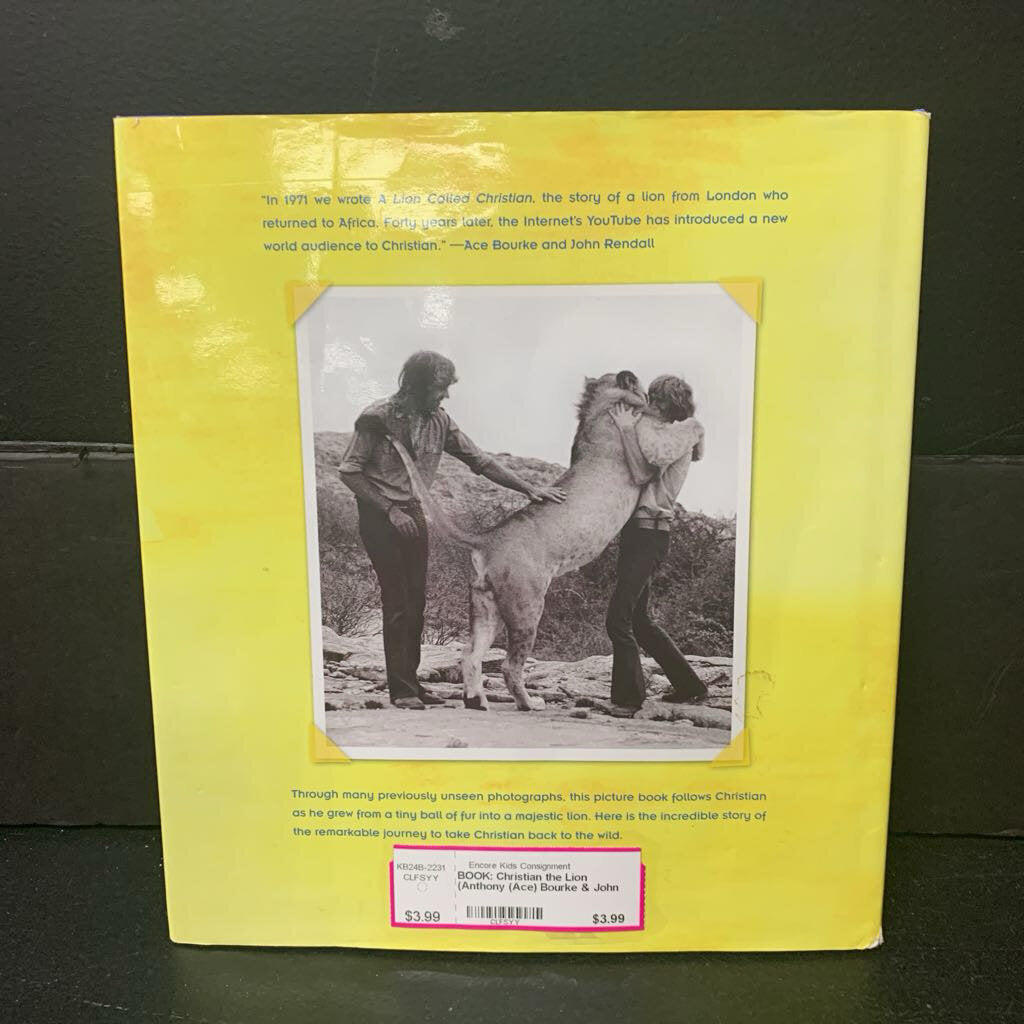 "In 1971 we wrote A Lion Called Christian, the story of a lion from London who
returned to Africa. Forty years later, the Internet's YouTube has introduced a new
world audience to Christian." —Ace Bourke and John Rendall
Through many previously unseen photographs, this picture book follows Christian
as he grew from a tiny ball of fur into a majestic lion. Here is the incredible story of
the remarkable journey to take Christian back to the wild.
KB24B-2231
CLFSYY
$3.99
Encore Kids Consignment
BOOK: Christian the Lion
(Anthony (Ace) Bourke & John
CLFSYY
$3.99